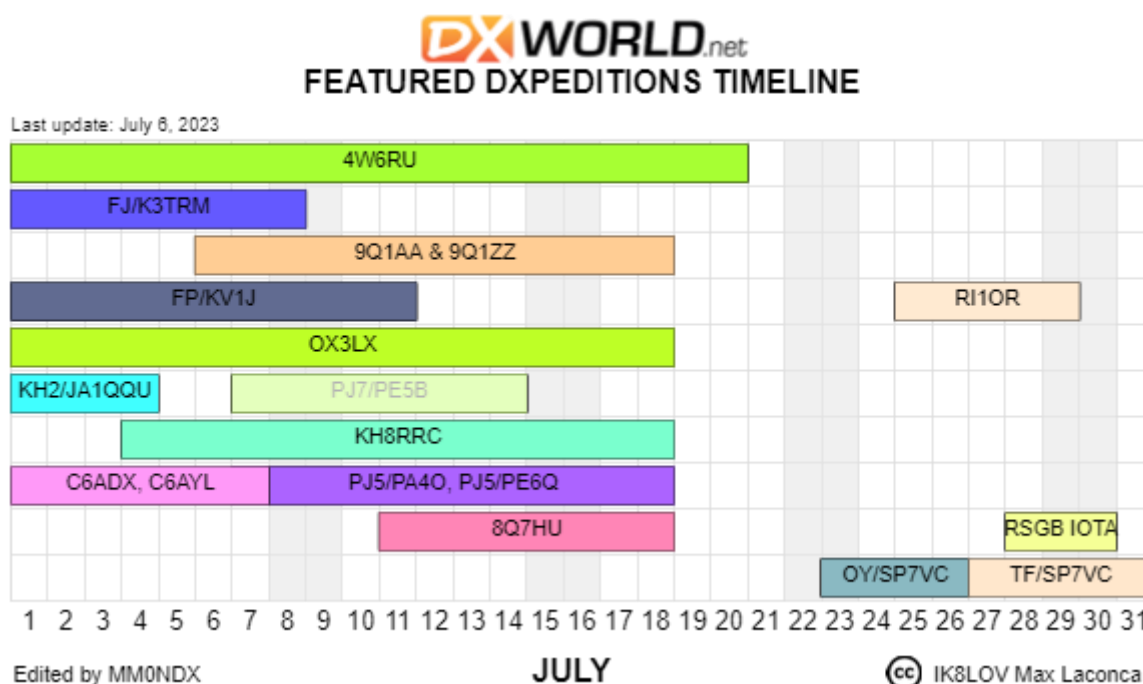 DX WORLD.net
FEATURED DXPEDITIONS TIMELINE
Last update: July 6, 2023
4W6RU
FJ/K3TRM
9Q1AA & 9Q1ZZ
FP/KV1J RI1OR
OX3LX
KH2/JA1QQU PJ7/PE5B
KH8RRC
C6ADX, C6AYL PJ5/PA4O, PJ5/PE6Q
8Q7HU RSGB IOTA
OY/SP7VC TF/SP7VC
1 2 3 4 5 6 7 8 9 10 11 12 13 14 15 16 17 18 19 20 21 22 23 24 25 26 27 28 29 30 31
Edited by MM0NDX JULY cc IK8LOV Max Laconca